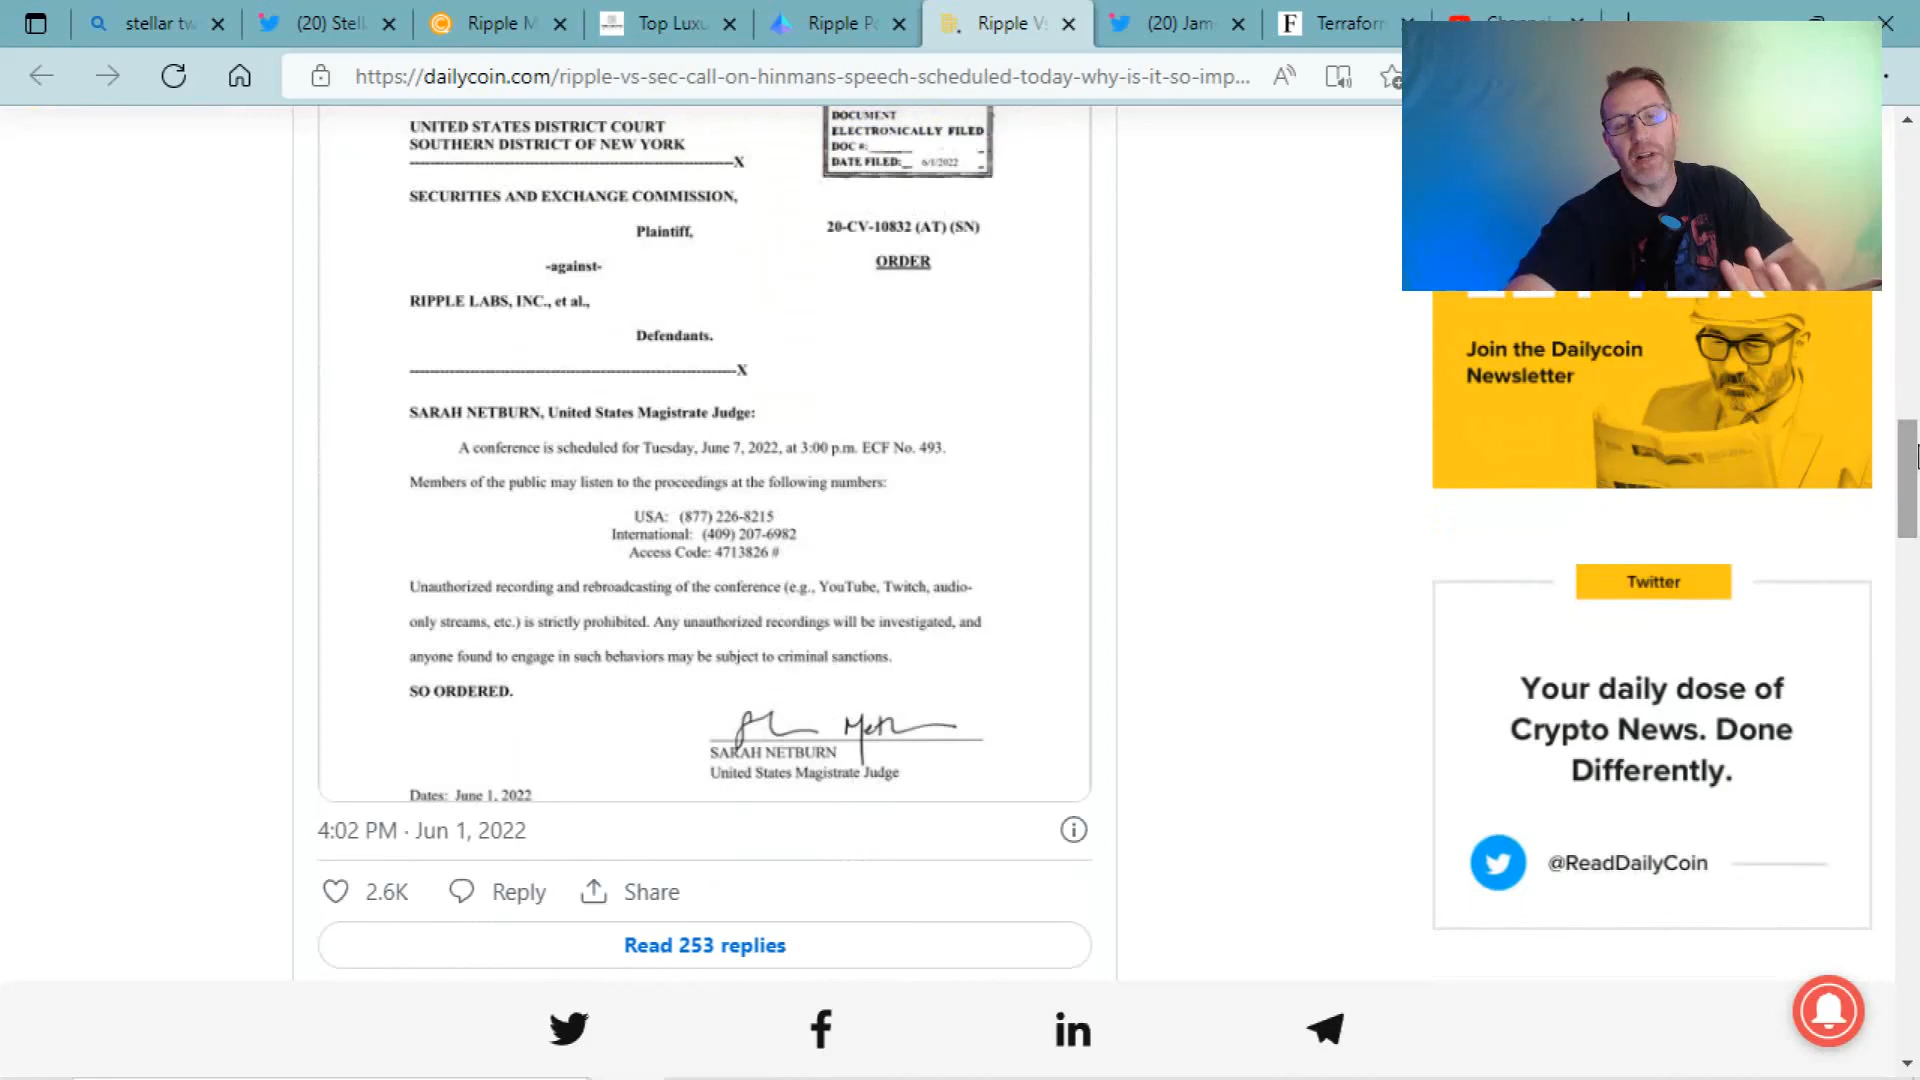 stellar tw
(20) Stell
Ripple M
Top Luxu
Ripple P
Ripple V
(20) Jam
F Terraform
https://dailycoin.com/ripple-vs-sec-call-on-hinmans-speech-scheduled-today-why-is-it-so-imp...
UNITED STATES DISTRICT COURT
SOUTHERN DISTRICT OF NEW YORK
X
DOCUMENT
ELECTRONICALLY FILED
DOC #:
DATE FILED: 6/1/2022
SECURITIES AND EXCHANGE COMMISSION,
Plaintiff,
-against-
RIPPLE LABS, INC., et al.,
Defendants.
X
20-CV-10832 (AT) (SN)
ORDER
SARAH NETBURN, United States Magistrate Judge:
A conference is scheduled for Tuesday, June 7, 2022, at 3:00 p.m. ECF No. 493.
Members of the public may listen to the proceedings at the following numbers:
USA: (877) 226-8215
International: (409) 207-6982
Access Code: 4713826 #
Unauthorized recording and rebroadcasting of the conference (e.g., YouTube, Twitch, audio-
only streams, etc.) is strictly prohibited. Any unauthorized recordings will be investigated, and
anyone found to engage in such behaviors may be subject to criminal sanctions.
SO ORDERED.
SARAH NETBURN
United States Magistrate Judge
Dates: June 1, 2022
4:02 PM · Jun 1, 2022
2.6K Reply Share
Read 253 replies
Join the Dailycoin
Newsletter
Twitter
Your daily dose of
Crypto News. Done
Differently.
@ReadDailyCoin